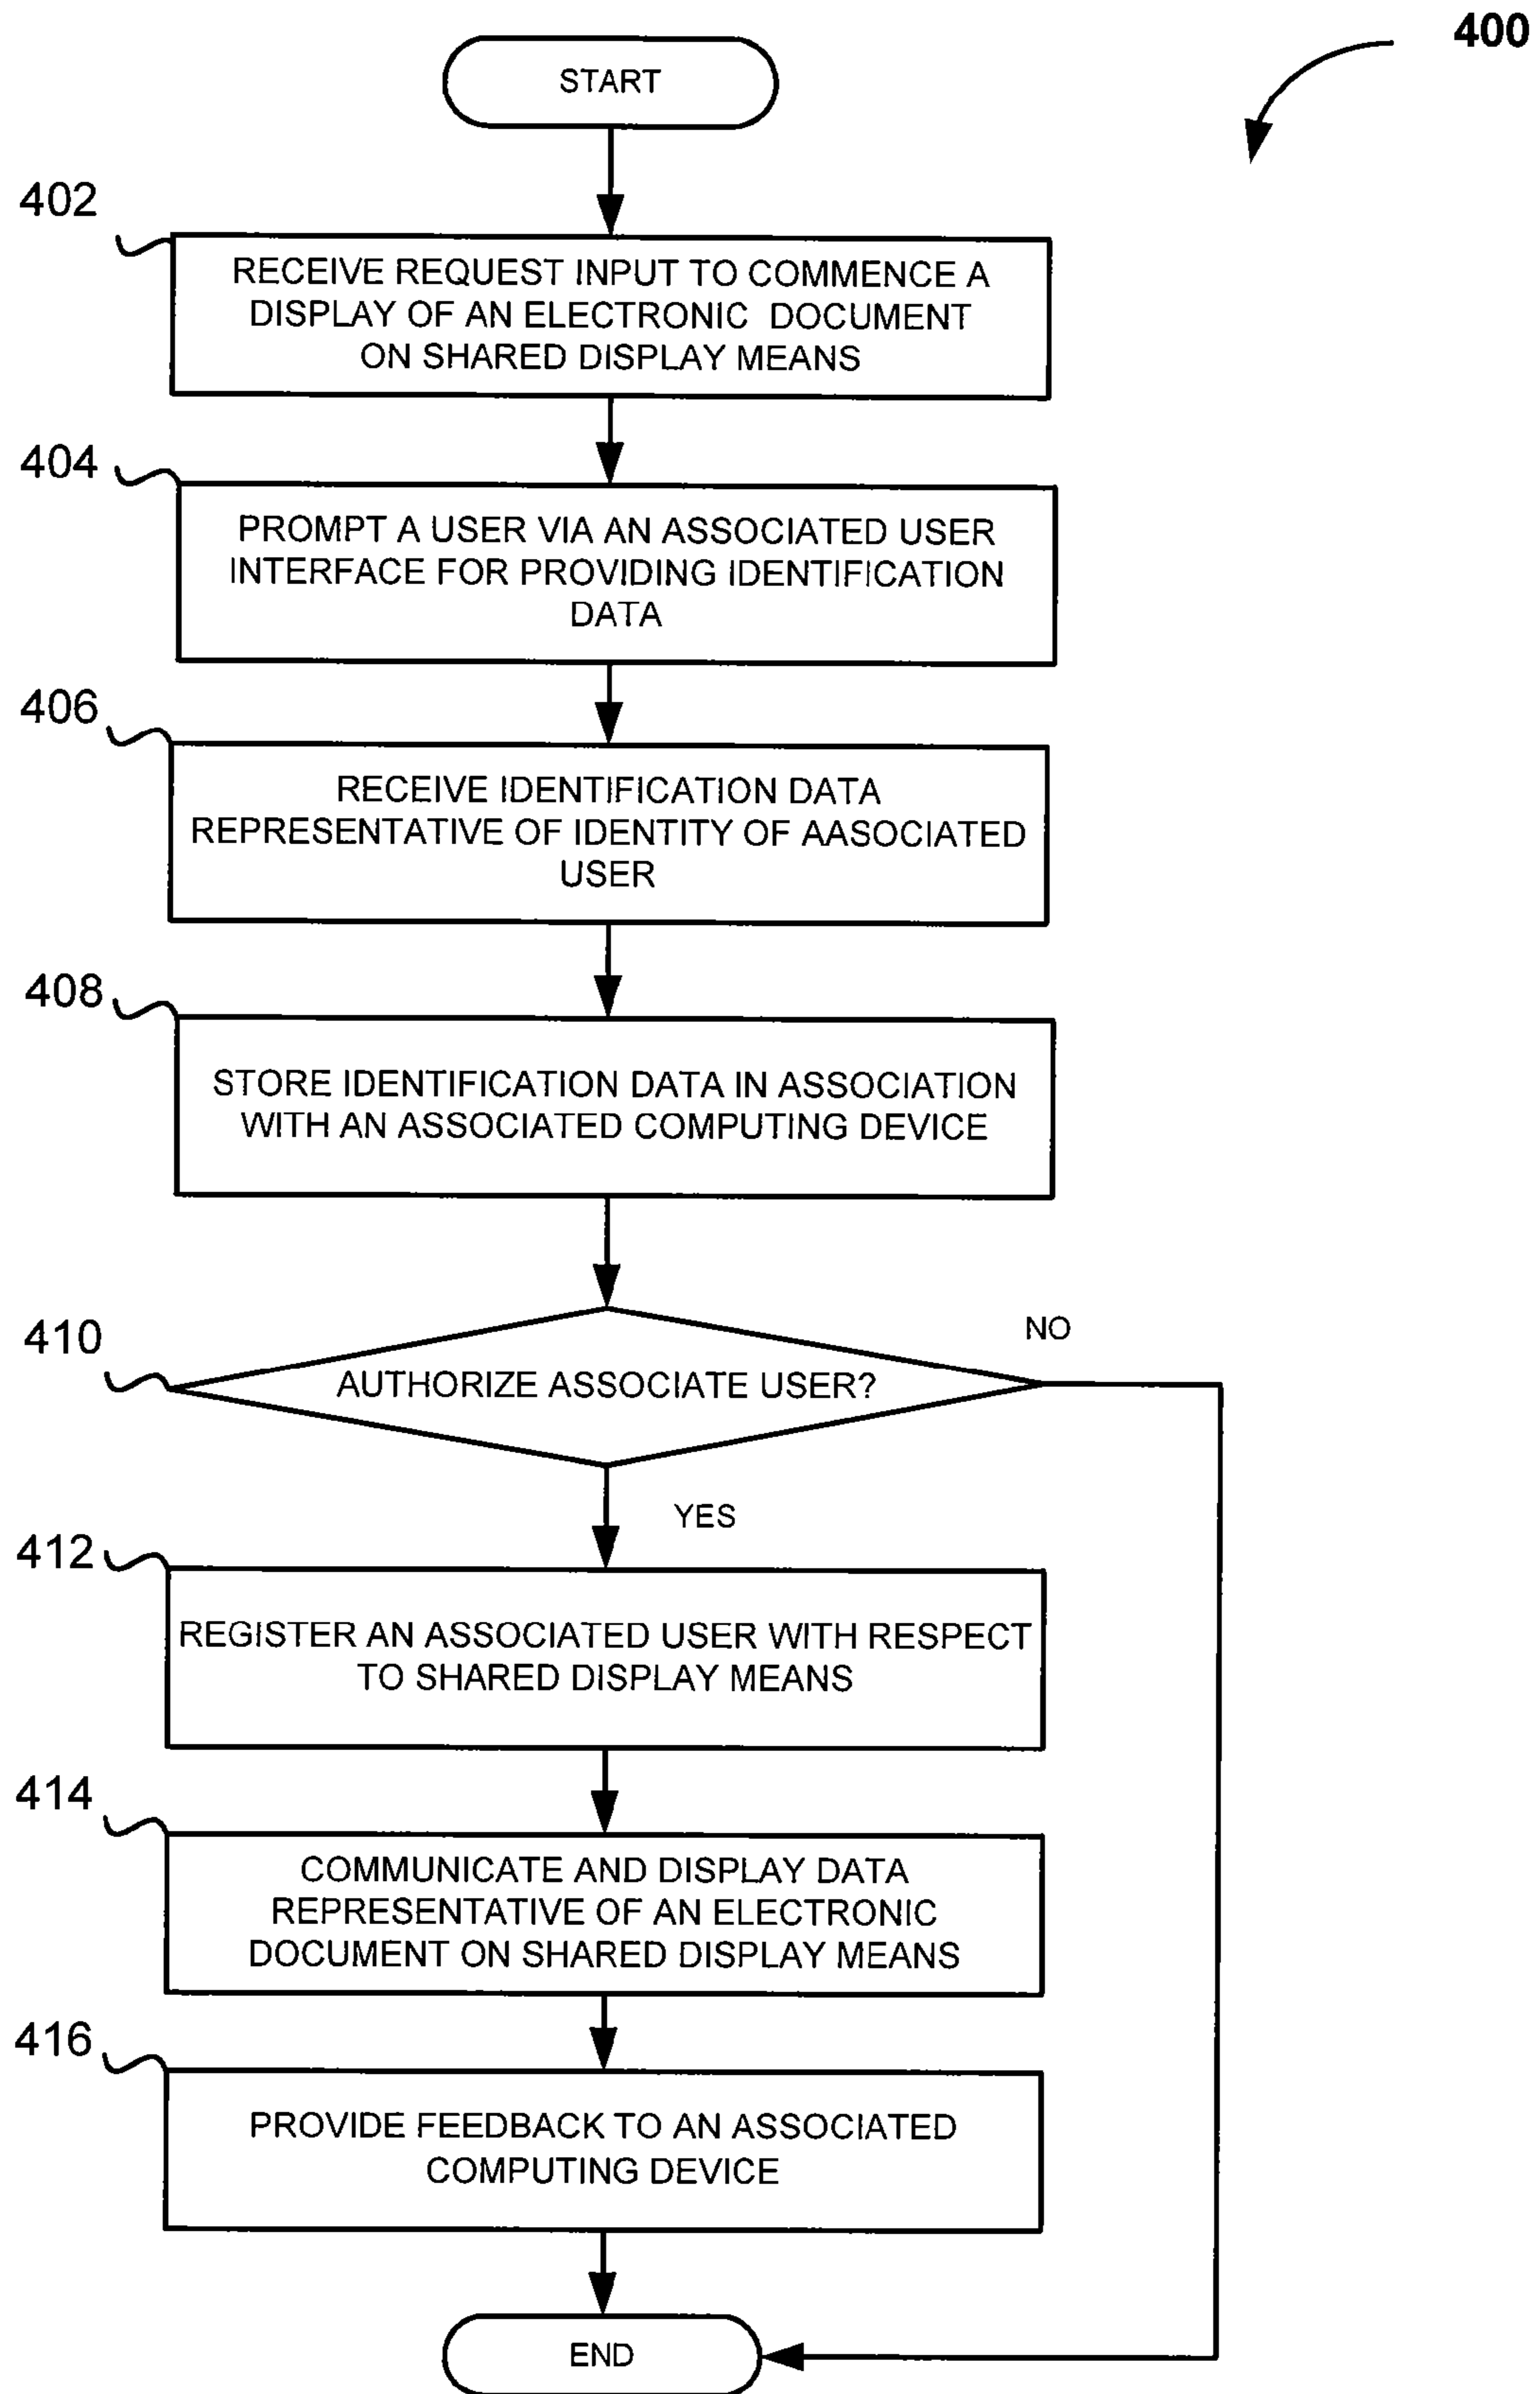 400
START
402
RECEIVE REQUEST INPUT TO COMMENCE A
DISPLAY OF AN ELECTRONIC DOCUMENT
ON SHARED DISPLAY MEANS
404
PROMPT A USER VIA AN ASSOCIATED USER
INTERFACE FOR PROVIDING IDENTIFICATION
DATA
406
RECEIVE IDENTIFICATION DATA
REPRESENTATIVE OF IDENTITY OF AASOCIATED
USER
408
STORE IDENTIFICATION DATA IN ASSOCIATION
WITH AN ASSOCIATED COMPUTING DEVICE
410
AUTHORIZE ASSOCIATE USER?
NO
YES
412
REGISTER AN ASSOCIATED USER WITH RESPECT
TO SHARED DISPLAY MEANS
414
COMMUNICATE AND DISPLAY DATA
REPRESENTATIVE OF AN ELECTRONIC
DOCUMENT ON SHARED DISPLAY MEANS
416
PROVIDE FEEDBACK TO AN ASSOCIATED
COMPUTING DEVICE
END